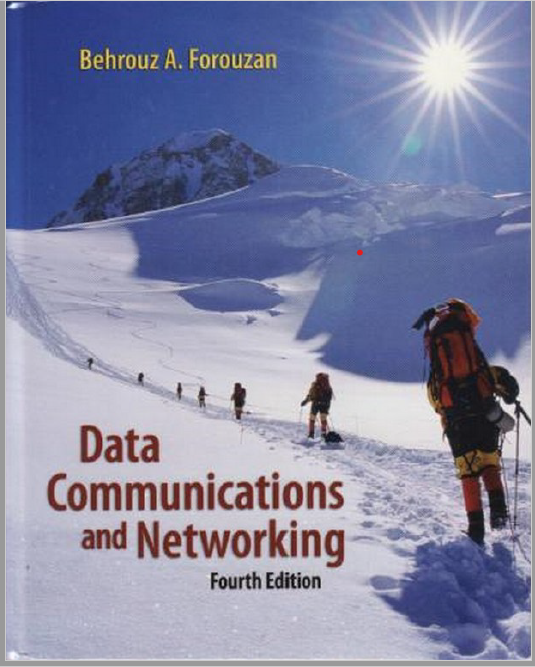 Behrouz A. Forouzan
Data
Communications
and Networking
Fourth Edition